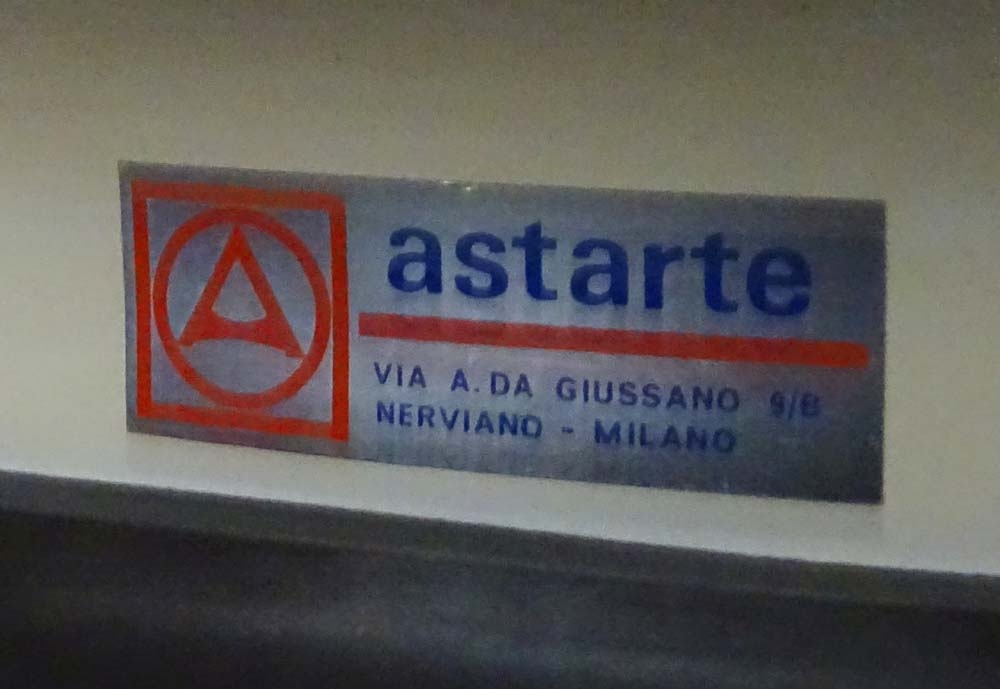 astarte
VIA A. DA GIUSSANO 9/B
NERVIANO - MILANO